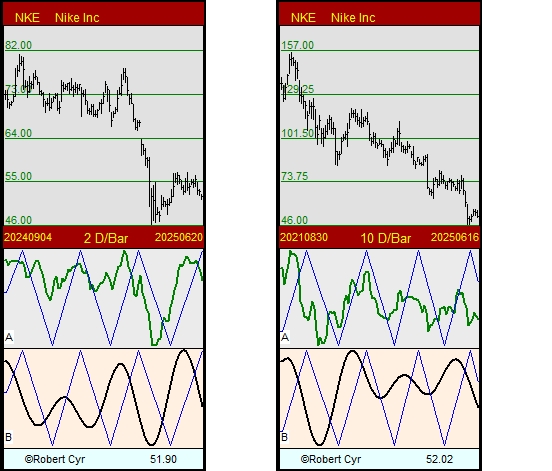 NKE Nike Inc
82.00
73.00
64.00
55.00
46.00
20240904 2 D/Bar 20250620
A
B
©Robert Cyr 51.90
NKE Nike Inc
157.00
129.25
101.50
73.75
46.00
20210830 10 D/Bar 20250616
A
B
©Robert Cyr 52.02